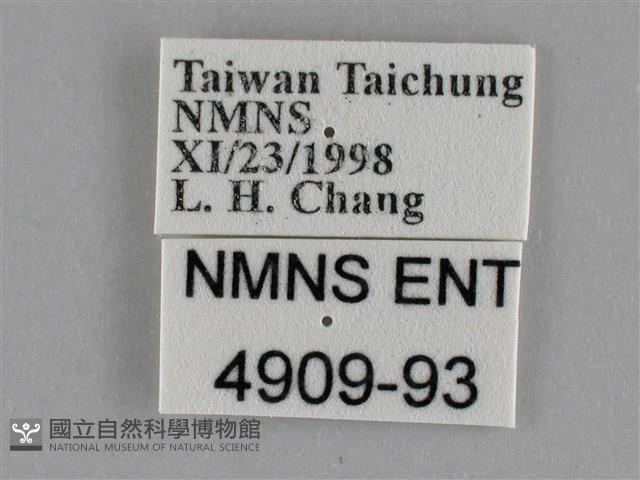 Taiwan Taichung
NMNS
XI/23/1998
L. H. Chang
NMNS ENT
4909-93
國立自然科學博物館
NATIONAL MUSEUM OF NATURAL SCIENCE